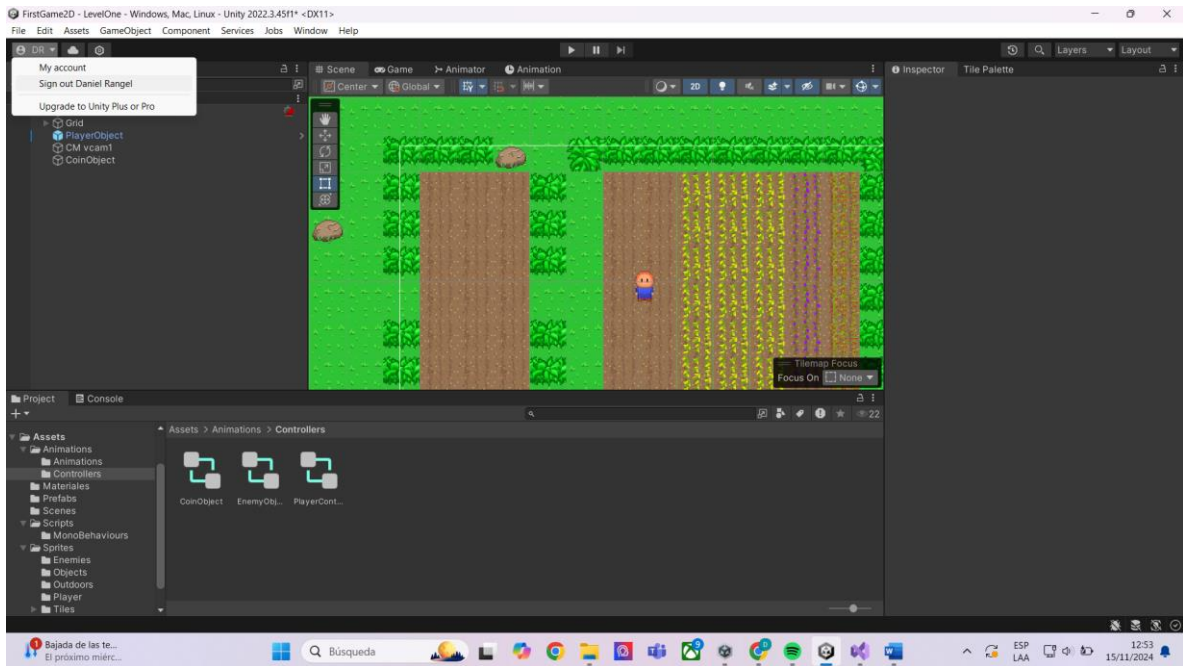 FirstGame2D - LevelOne - Windows, Mac, Linux - Unity 2022.3.45f1* <DX11>
File Edit Assets GameObject Component Services Jobs Window Help
DR
Layers
Layout
My account
Sign out Daniel Rangel
Upgrade to Unity Plus or Pro
Grid
PlayerObject
CM vcam1
CoinObject
Scene Game Animator Animation
Center Global 2D
Inspector Tile Palette
Tilemap Focus
Focus On None
Project Console
22
Assets
Animations
Animations
Controllers
Materiales
Prefabs
Scenes
Scripts
MonoBehaviours
Sprites
Enemies
Objects
Outdoors
Player
Tiles
Assets > Animations > Controllers
CoinObject EnemyObj... PlayerCont...
1
Bajada de las te...
El próximo miérc...
Búsqueda
9
ESP
LAA
12:53
15/11/2024